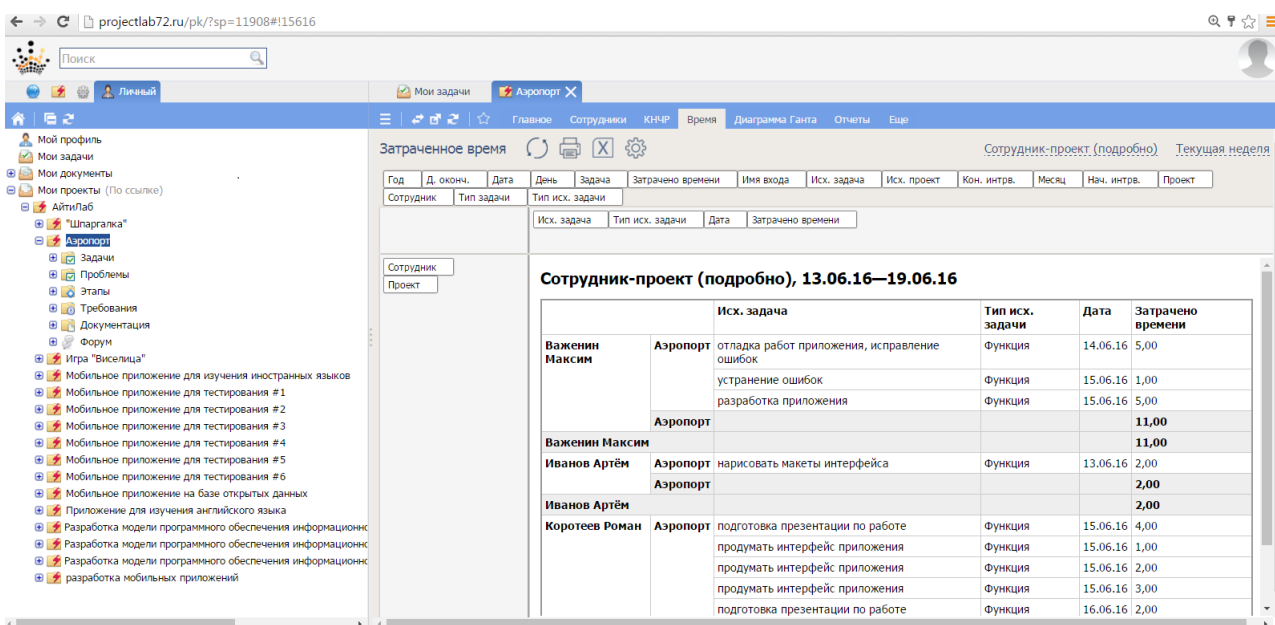 projectlab72.ru/pk/?sp=11908#!15616
Поиск
Личный
Мои задачи
Аэропорт
Главное Сотрудники КНЧР Время Диаграмма Ганта Отчеты Еще
Мой профиль
Мои задачи
Мои документы
Мои проекты (По ссылке)
АйтиЛаб
"Шпаргалка"
Аэропорт
Задачи
Проблемы
Этапы
Требования
Документация
Форум
Игра "Виселица"
Мобильное приложение для изучения иностранных языков
Мобильное приложение для тестирования #1
Мобильное приложение для тестирования #2
Мобильное приложение для тестирования #3
Мобильное приложение для тестирования #4
Мобильное приложение для тестирования #5
Мобильное приложение для тестирования #6
Мобильное приложение на базе открытых данных
Приложение для изучения английского языка
Разработка модели программного обеспечения информационнo
Разработка модели программного обеспечения информационнo
Разработка модели программного обеспечения информационнo
разработка мобильных приложений
Затраченное время X Сотрудник-проект (подробно) Текущая неделя
Год Д. оконч. Дата День Задача Затрачено времени Имя входа Исх. задача Исх. проект Кон. интрв. Месяц Нач. интрв. Проект
Сотрудник Тип задачи Тип исх. задачи
Исх. задача Тип исх. задачи Дата Затрачено времени
Сотрудник
Проект
Сотрудник-проект (подробно), 13.06.16—19.06.16
Исх. задача Тип исх. Дата Затрачено
задачи времени
Важенин Аэропорт отладка работ приложения, исправление Функция 14.06.16 5,00
Максим ошибок
устранение ошибок Функция 15.06.16 1,00
разработка приложения Функция 15.06.16 5,00
Аэропорт 11,00
Важенин Максим 11,00
Иванов Артём Аэропорт нарисовать макеты интерфейса Функция 13.06.16 2,00
Аэропорт 2,00
Иванов Артём 2,00
Коротеев Роман Аэропорт подготовка презентации по работе Функция 15.06.16 4,00
продумать интерфейс приложения Функция 15.06.16 1,00
продумать интерфейс приложения Функция 15.06.16 2,00
продумать интерфейс приложения Функция 15.06.16 3,00
подготовка презентации по работе Функция 16.06.16 2,00